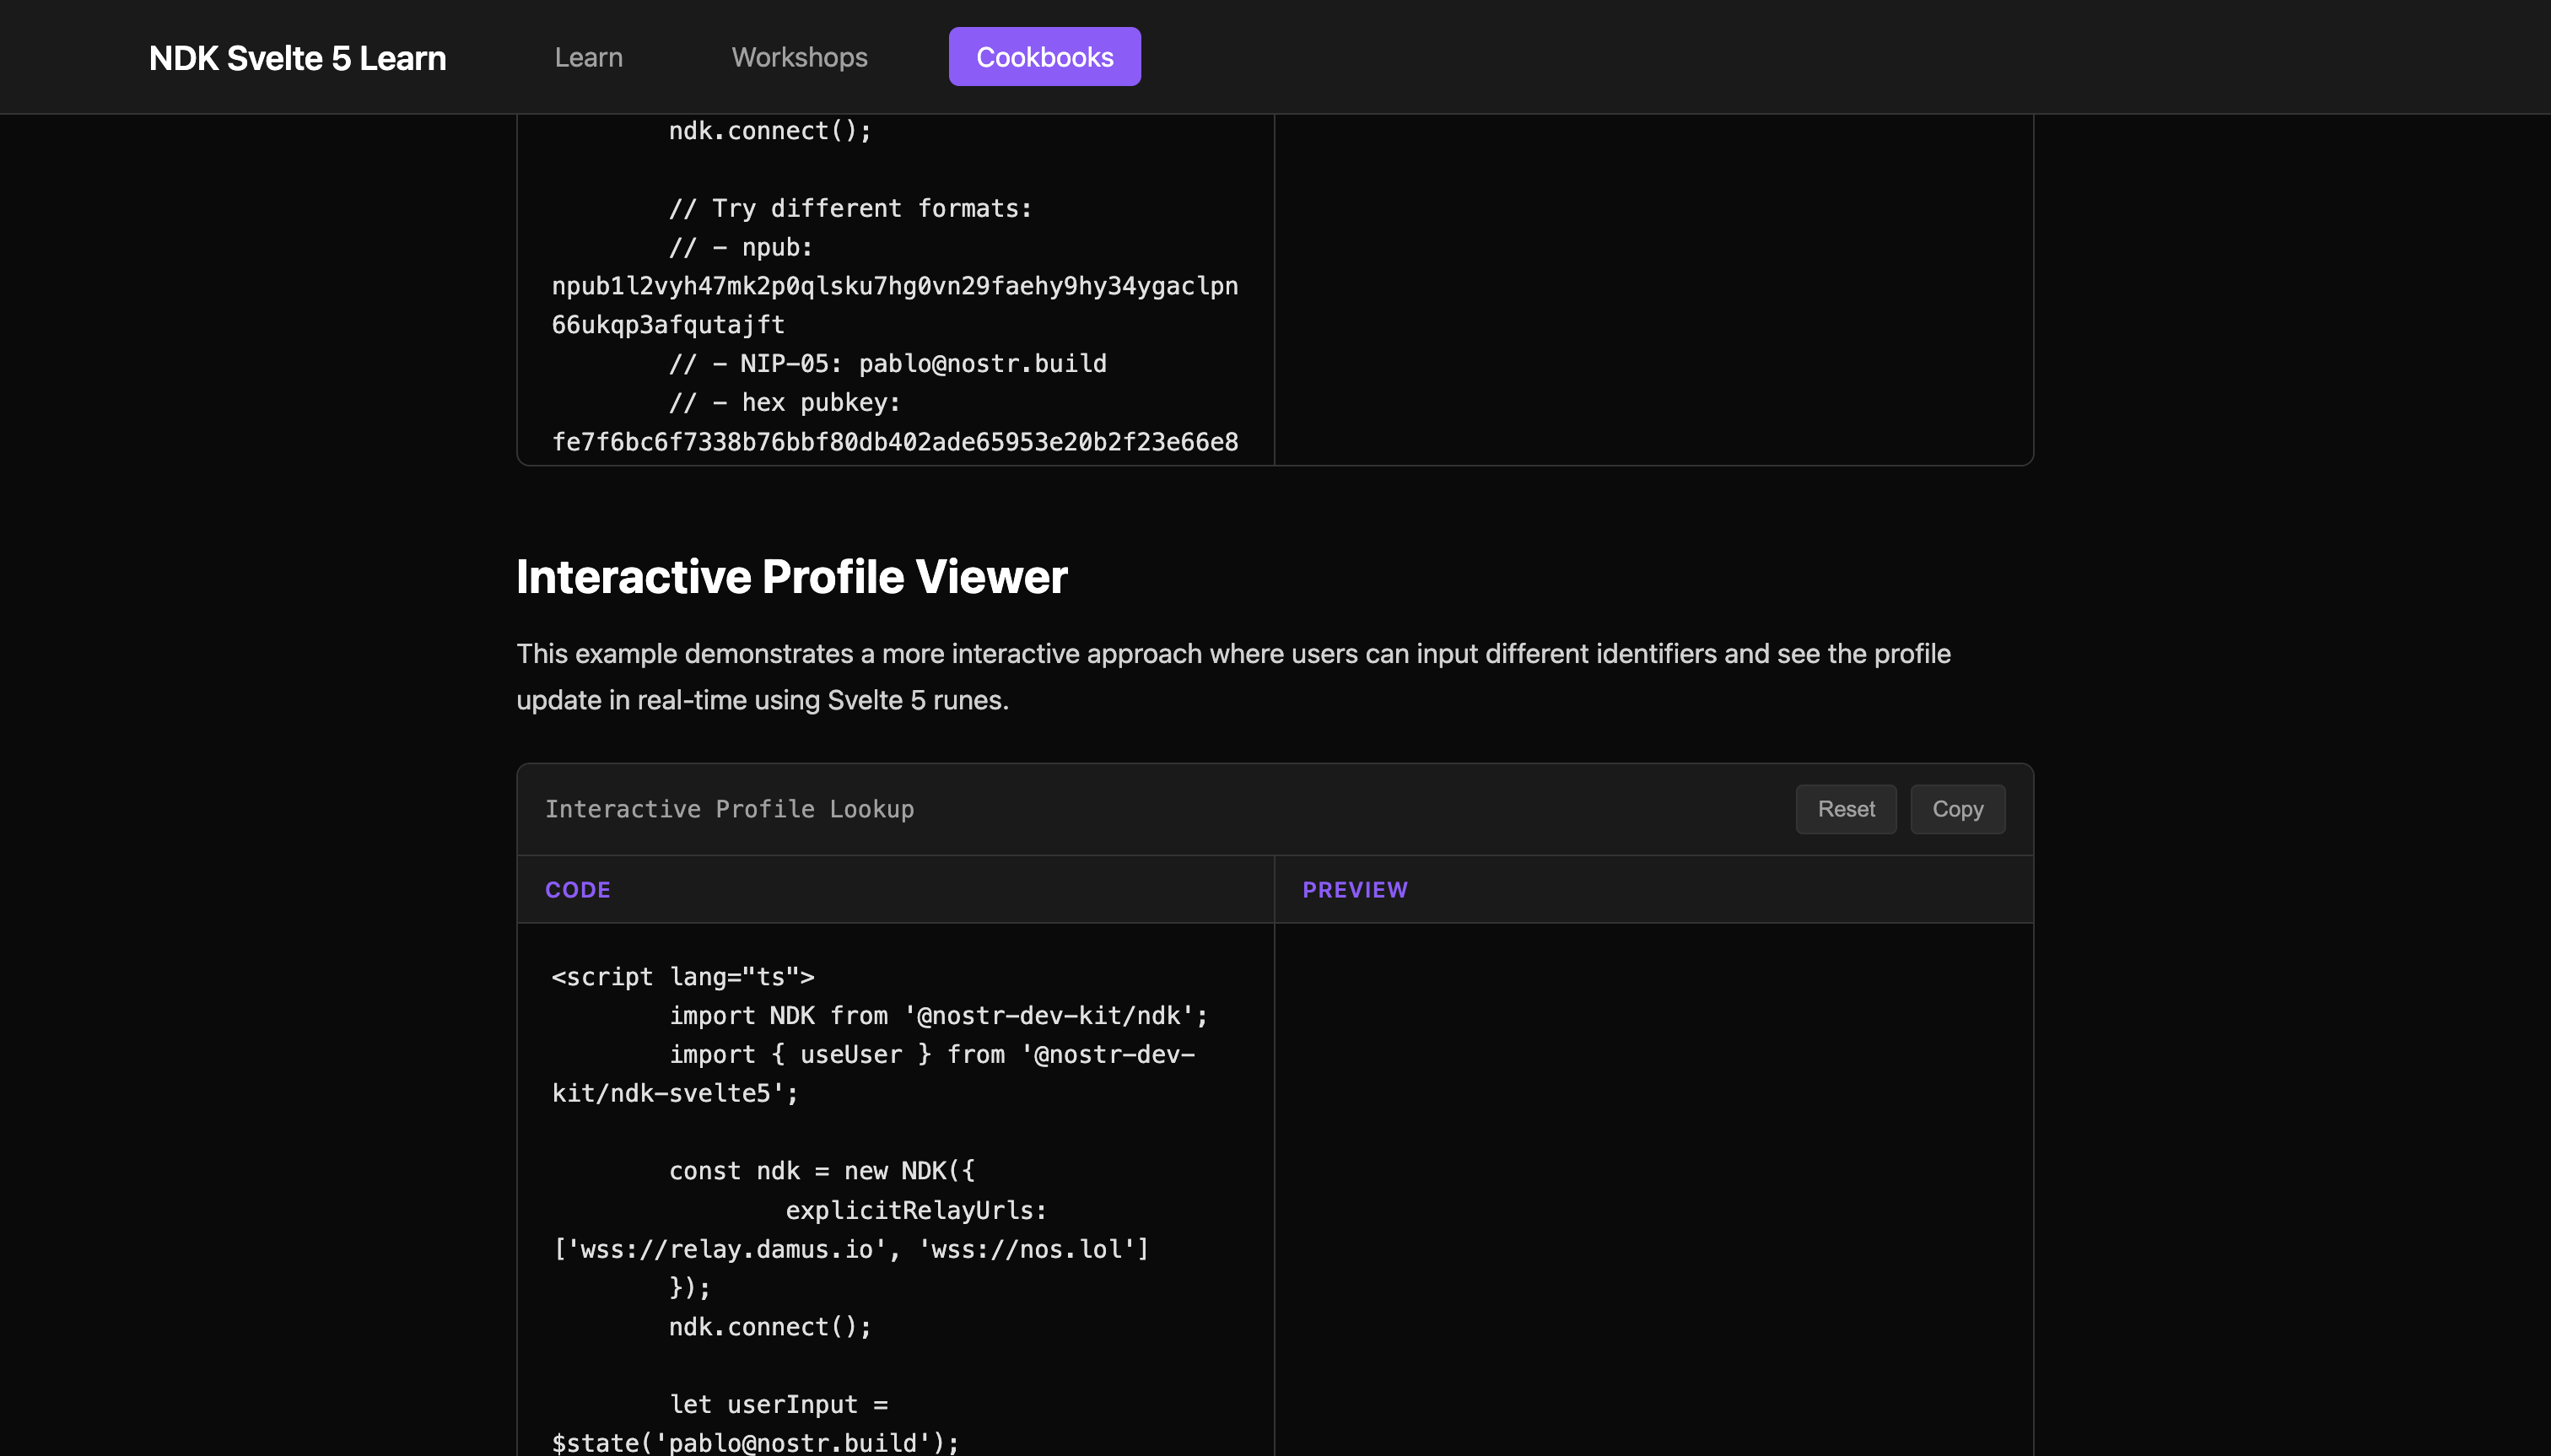 NDK Svelte 5 Learn
Learn
Workshops
Cookbooks
ndk.connect();
// Try different formats:
// - npub:
npub1l2vyh47mk2p0qlsku7hg0vn29faehy9hy34ygaclpn
66ukqp3afqutajft
// - NIP-05: pablo@nostr.build
// - hex pubkey:
fe7f6bc6f7338b76bbf80db402ade65953e20b2f23e66e8
Interactive Profile Viewer
This example demonstrates a more interactive approach where users can input different identifiers and see the profile
update in real-time using Svelte 5 runes.
Interactive Profile Lookup
Reset
Copy
CODE
PREVIEW
<script lang="ts">
import NDK from '@nostr-dev-kit/ndk';
import { useUser } from '@nostr-dev-
kit/ndk-svelte5';
const ndk = new NDK({
explicitRelayUrls:
['wss://relay.damus.io', 'wss://nos.lol']
});
ndk.connect();
let userInput =
$state('pablo@nostr.build');